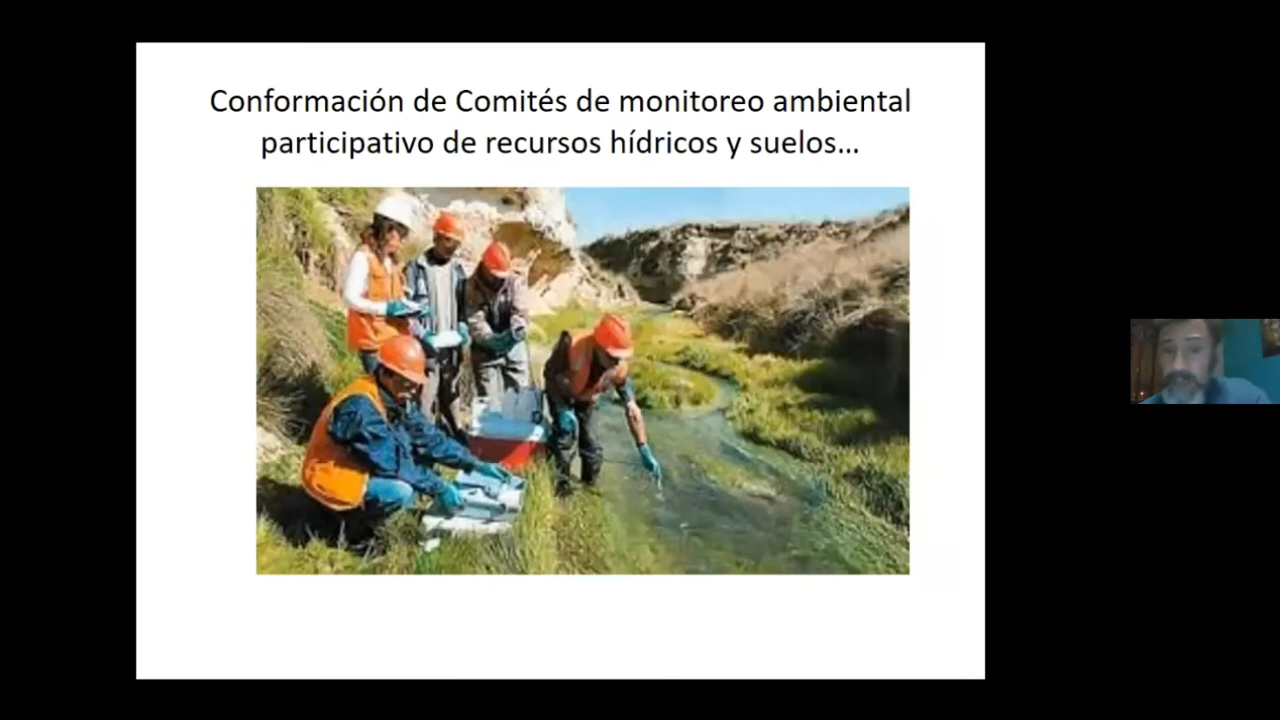 Conformación de Comités de monitoreo ambiental
participativo de recursos hídricos y suelos...